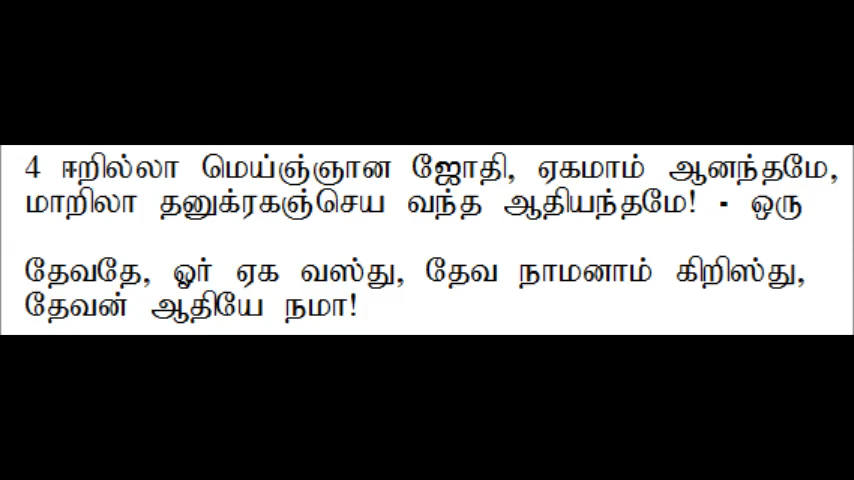 4 ஈறில்லா மெய்ஞ்ஞான ஜோதி, ஏகமாம் ஆனந்தமே,
மாறிலா தனுக்ரகஞ்செய வந்த ஆதியந்தமே! - ஒரு
தேவதே, ஓர் ஏக வஸ்து, தேவ நாமனாம் கிறிஸ்து,
தேவன் ஆதியே நமா!